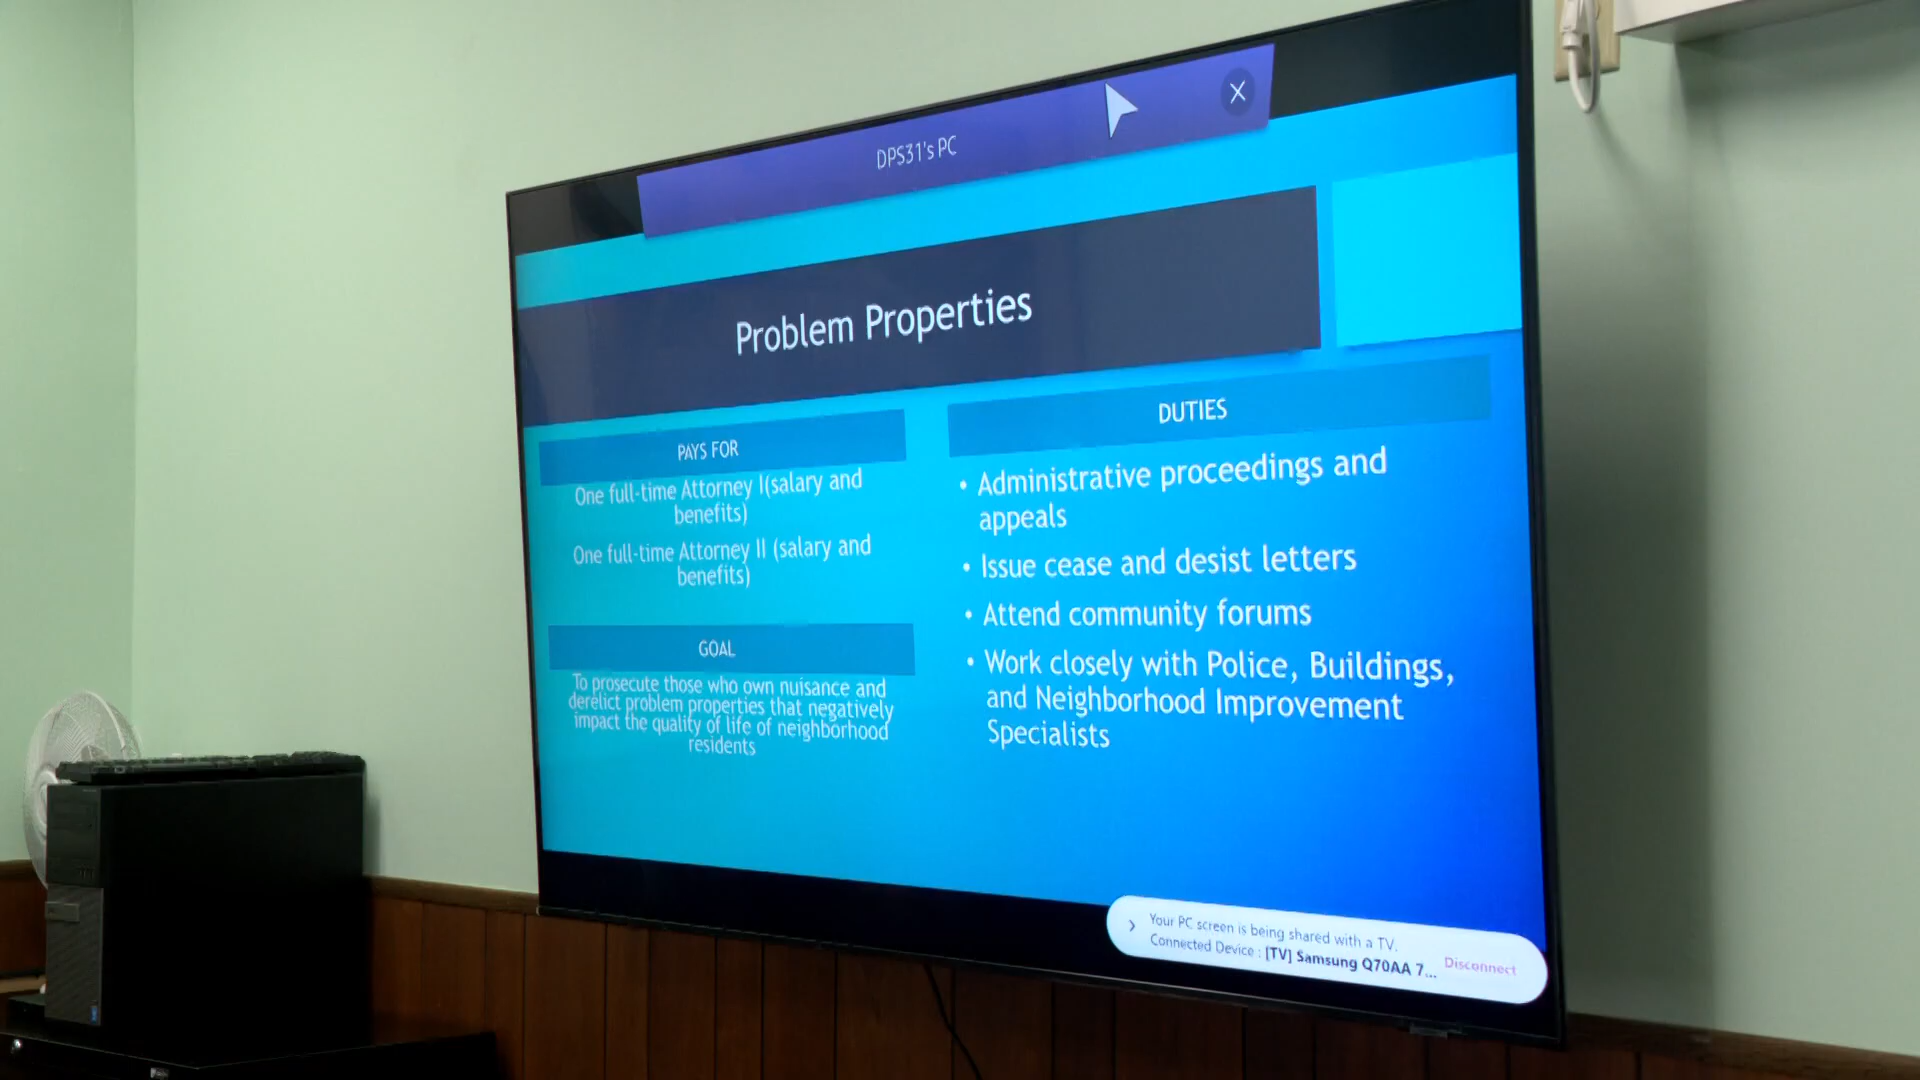 DPS31's PC
X
Problem Properties
PAYS FOR
One full-time Attorney I(salary and
benefits)
One full-time Attorney II (salary and
benefits)
GOAL
To prosecute those who own nuisance and
derelict problem properties that negatively
impact the quality of life of neighborhood
residents
DUTIES
• Administrative proceedings and
appeals
• Issue cease and desist letters
• Attend community forums
• Work closely with Police, Buildings,
and Neighborhood Improvement
Specialists
Your PC screen is being shared with a TV.
Connected Device : [TV] Samsung Q70AA 7...
Disconnect